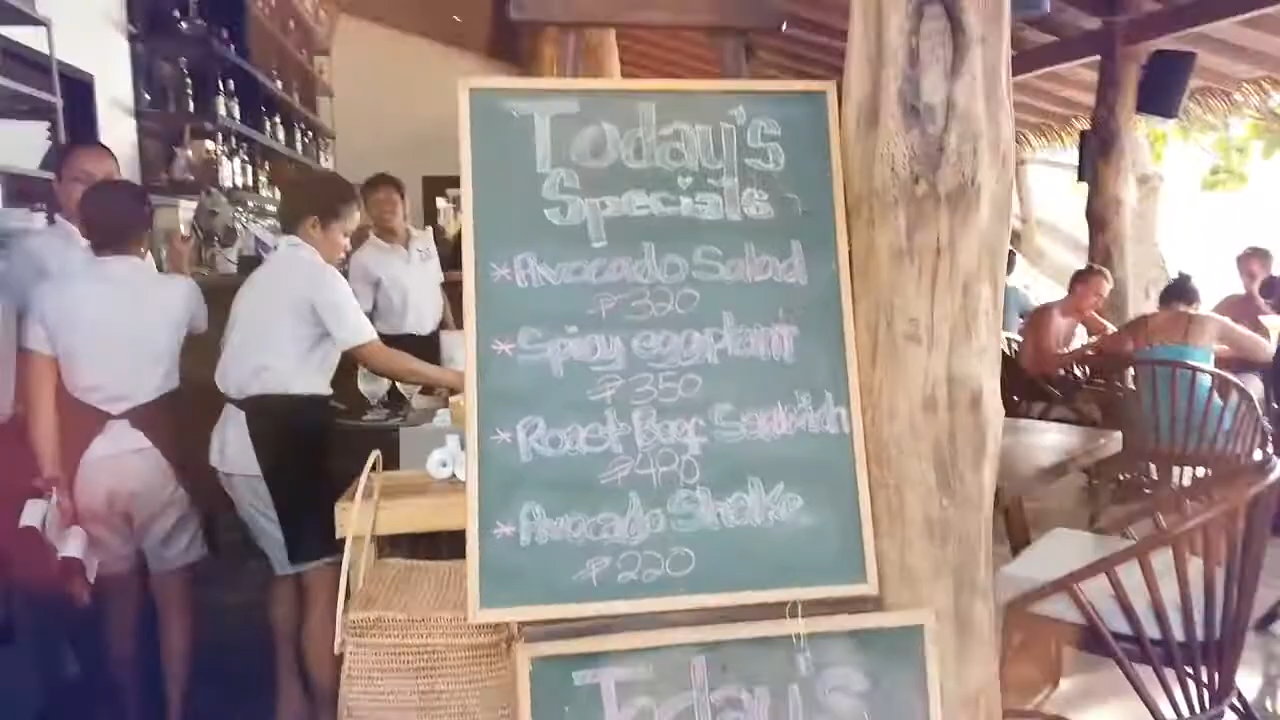 Today's
Specials
*Avocado Salad
₱320
*Spicy eggplant
₱350
*Roast Beef Sandwich
₱490
*Avocado Shake
₱220
Today's